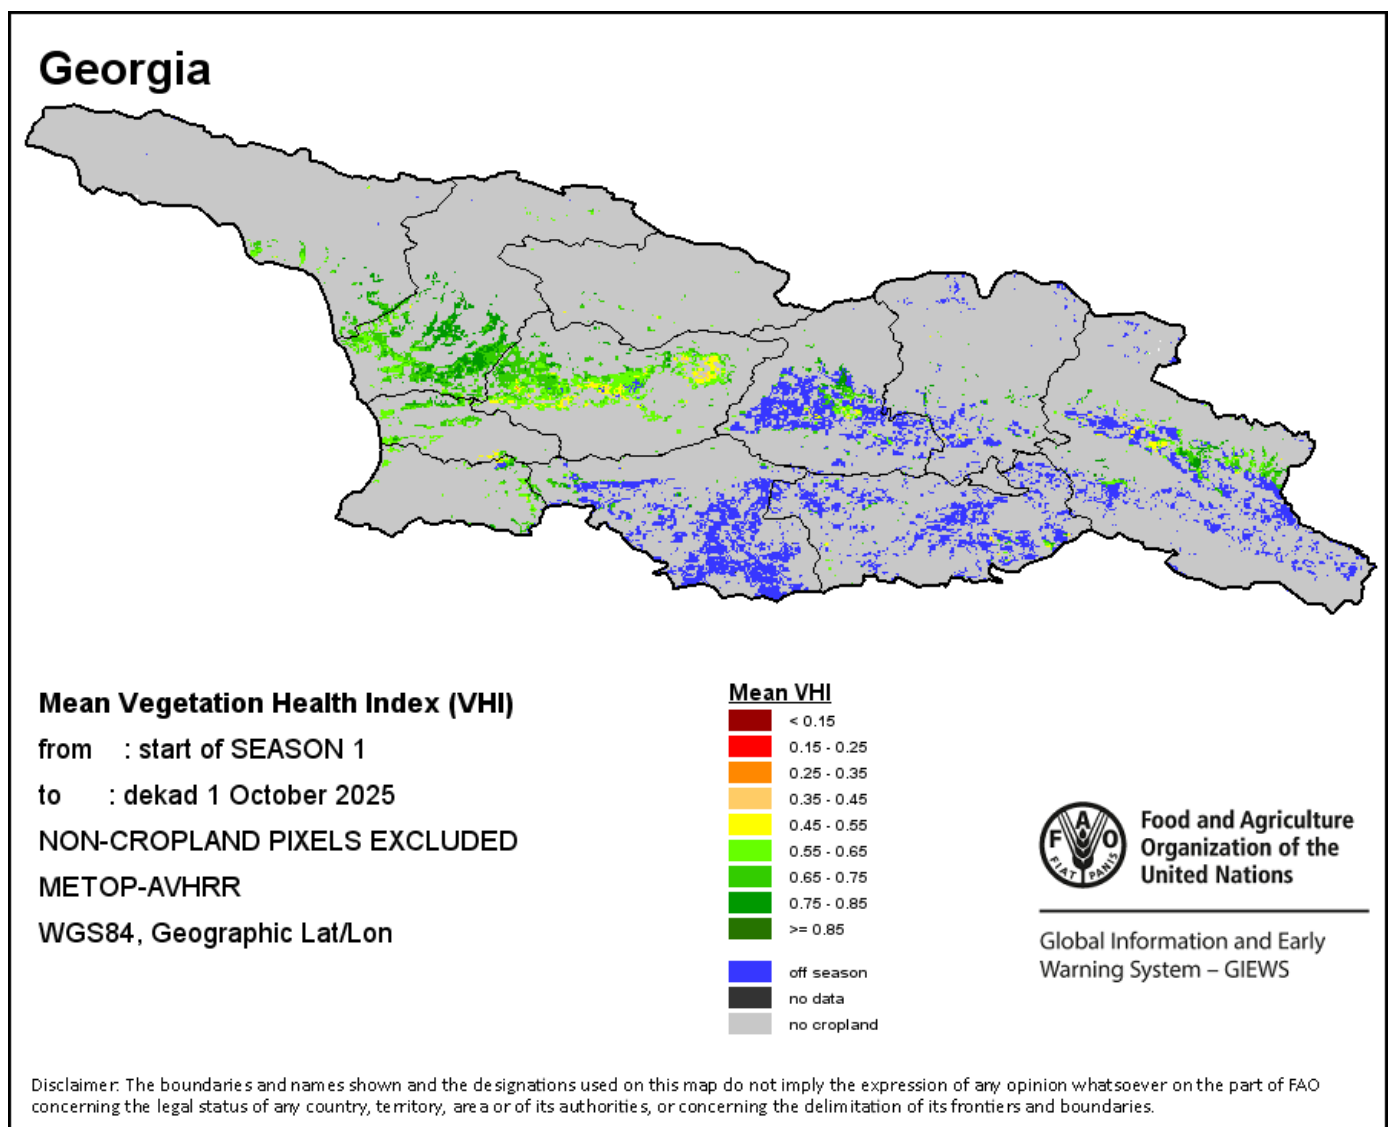 Georgia
Mean Vegetation Health Index (VHI)
from : start of SEASON 1
to : dekad 1 October 2025
NON-CROPLAND PIXELS EXCLUDED
METOP-AVHRR
WGS84, Geographic Lat/Lon
Mean VHI
< 0.15
0.15 - 0.25
0.25 - 0.35
0.35 - 0.45
0.45 - 0.55
0.55 - 0.65
0.65 - 0.75
0.75 - 0.85
>= 0.85
off season
no data
no cropland
F A O
FIAT PANIS
Food and Agriculture
Organization of the
United Nations
Global Information and Early
Warning System – GIEWS
Disclaimer: The boundaries and names shown and the designations used on this map do not imply the expression of any opinion whatsoever on the part of FAO
concerning the legal status of any country, territory, area or of its authorities, or concerning the delimitation of its frontiers and boundaries.